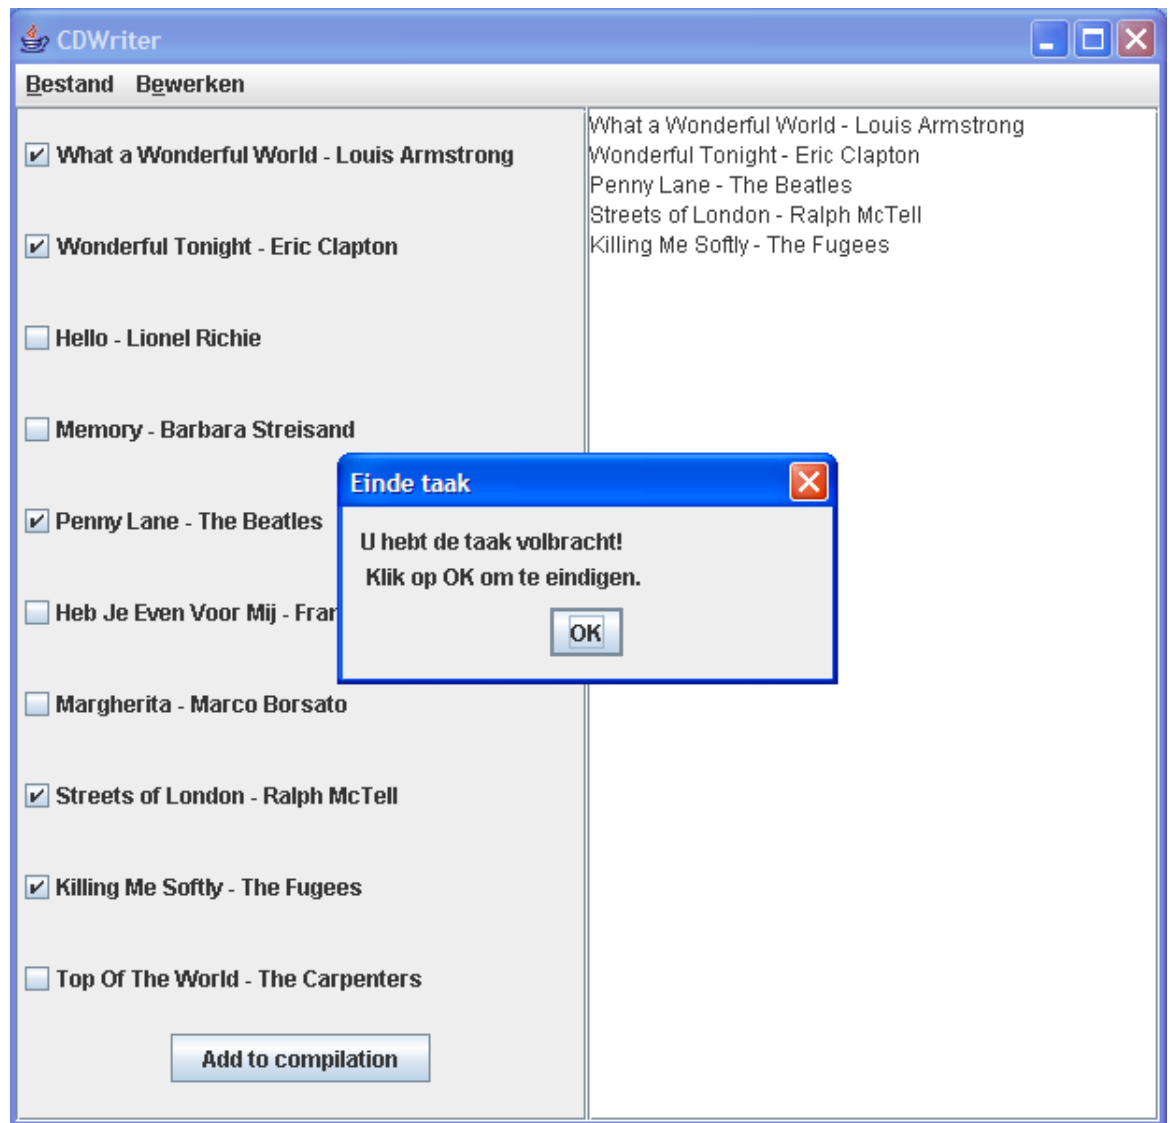 CDWriter
Bestand Bewerken
What a Wonderful World - Louis Armstrong
Wonderful Tonight - Eric Clapton
Hello - Lionel Richie
Memory - Barbara Streisand
Penny Lane - The Beatles
Heb Je Even Voor Mij - Fran
Margherita - Marco Borsato
Streets of London - Ralph McTell
Killing Me Softly - The Fugees
Top Of The World - The Carpenters
Add to compilation
What a Wonderful World - Louis Armstrong
Wonderful Tonight - Eric Clapton
Penny Lane - The Beatles
Streets of London - Ralph McTell
Killing Me Softly - The Fugees
Einde taak
U hebt de taak volbracht!
Klik op OK om te eindigen.
OK